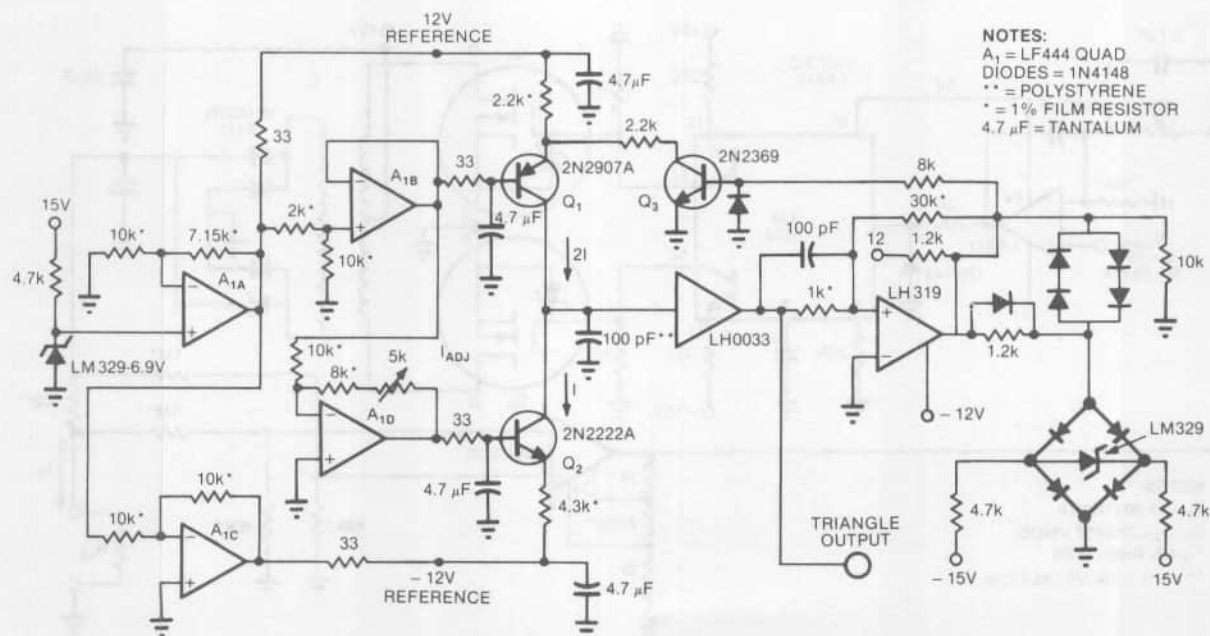 12V
REFERENCE
NOTES:
A1 = LF444 QUAD
DIODES = 1N4148
** = POLYSTYRENE
* = 1% FILM RESISTOR
4.7 μF = TANTALUM
4.7μF
2.2k*
33
2.2k
2N2907A
2N2369
Q1
Q3
8k
30k*
A1B
33
4.7 μF
15V
10k*
7.15k*
2k*
10k*
4.7k
A1A
LM329-6.9V
2I
100 pF
12
1.2k
1k*
LH319
10k
100 pF**
LH0033
1.2k
-12V
IADJ
10k*
8k*
5k
I
A1D
33
2N2222A
Q2
LM329
4.7 μF
4.3k*
10k*
10k*
A1C
33
-12V
REFERENCE
4.7 μF
TRIANGLE
OUTPUT
4.7k
4.7k
-15V
15V